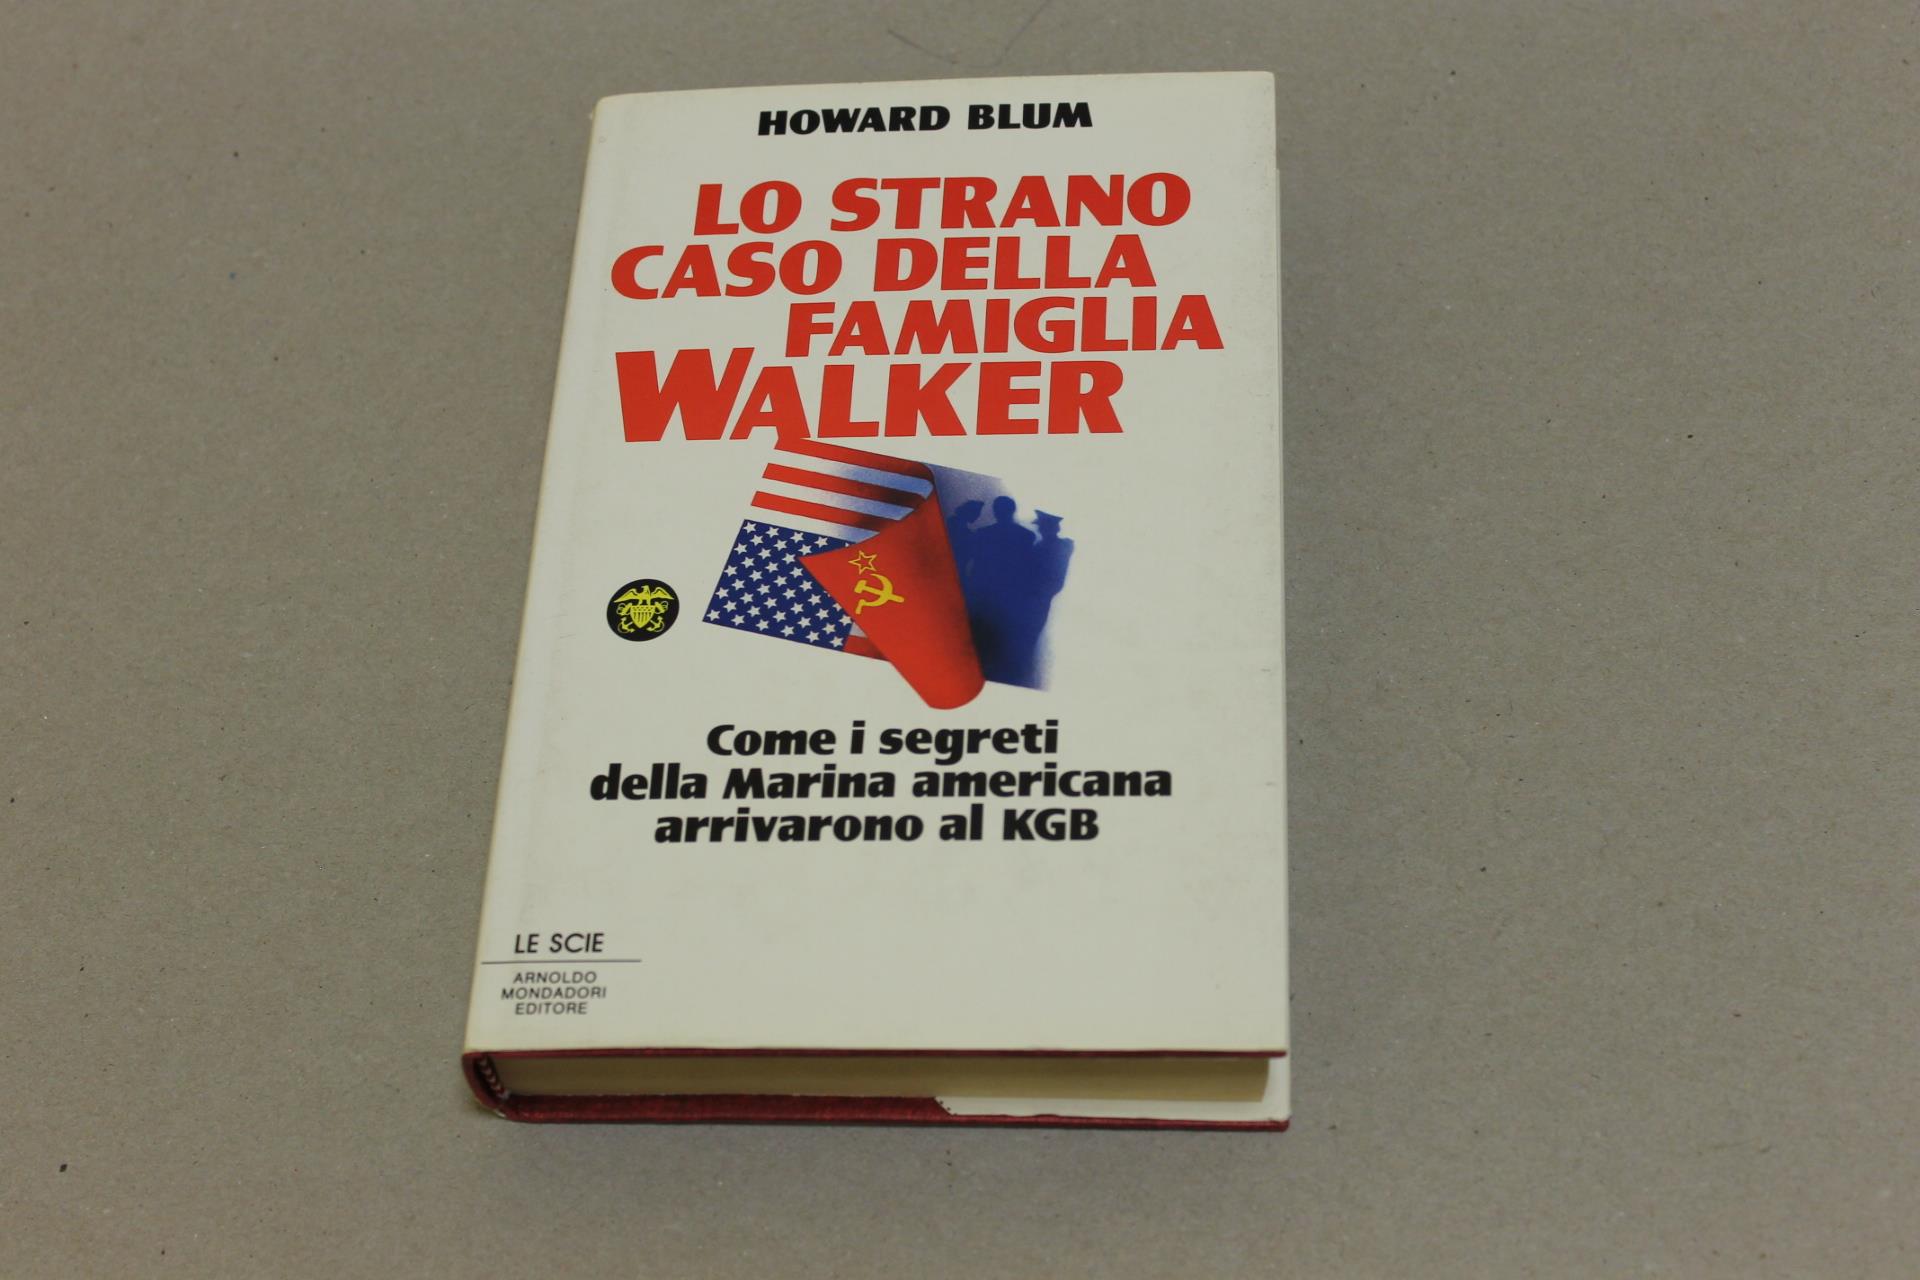 HOWARD BLUM
LO STRANO
CASO DELLA
FAMIGLIA
WALKER
Come i segreti
della Marina americana
arrivarono al KGB
LE SCIE
ARNOLDO
MONDADORI
EDITORE